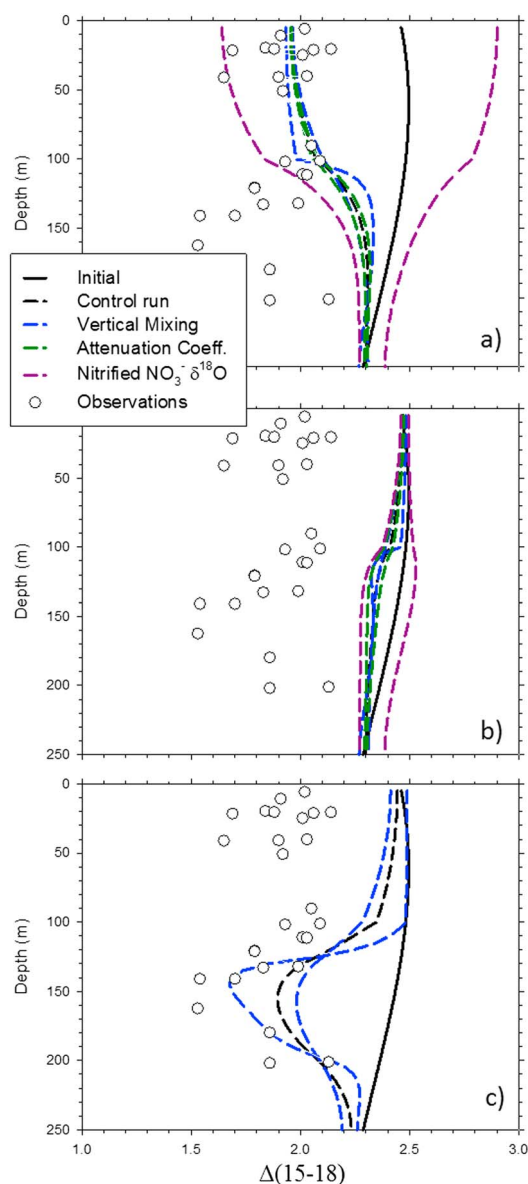 0
50
100
150
Depth (m)
a)
Initial
Control run
Vertical Mixing
Attenuation Coeff.
Nitrified NO₃⁻ δ¹⁸O
Observations
50
100
150
200
250
Depth (m)
b)
0
50
100
150
200
250
Depth (m)
c)
1.0 1.5 2.0 2.5 3.0
Δ(15-18)